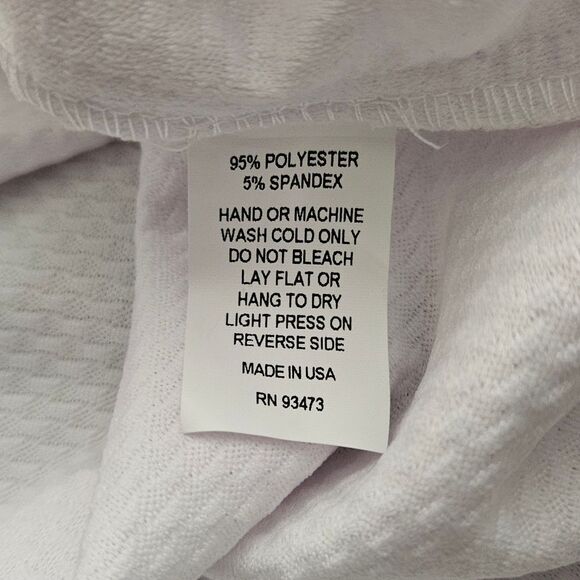 95% POLYESTER
5% SPANDEX
HAND OR MACHINE
WASH COLD ONLY
DO NOT BLEACH
LAY FLAT OR
HANG TO DRY
LIGHT PRESS ON
REVERSE SIDE
MADE IN USA
RN 93473